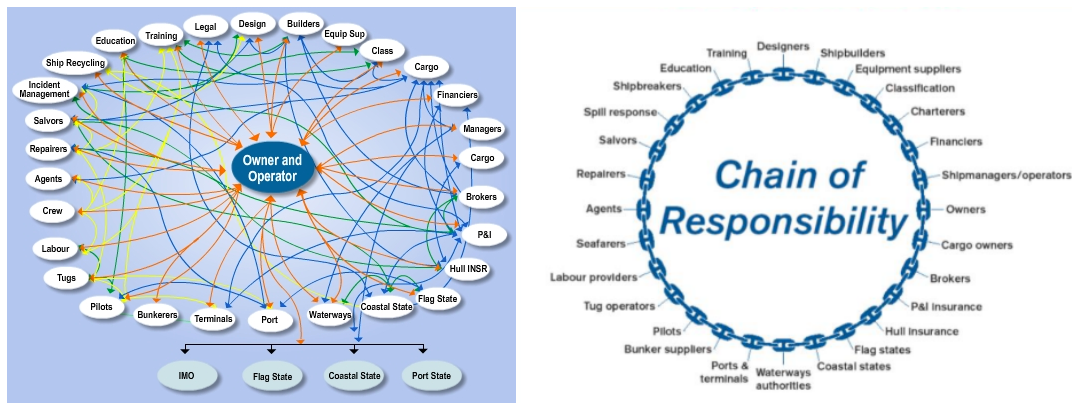 Legal
Design
Builders
Training
Equip Sup
Education
Class
Ship Recycling
Cargo
Incident
Management
Financiers
Salvors
Managers
Repairers
Owner and
Operator
Cargo
Agents
Brokers
Crew
P&I
Labour
Hull INSR
Tugs
Pilots
Bunkerers
Terminals
Port
Waterways
Coastal State
Flag State
IMO
Flag State
Coastal State
Port State
Designers
Training
Shipbuilders
Education
Equipment suppliers
Shipbreakers
Classification
Spill response
Charterers
Salvors
Financiers
Repairers
Chain of
Responsibility
Shipmanagers/operators
Agents
Owners
Seafarers
Cargo owners
Labour providers
Brokers
Tug operators
P&I insurance
Pilots
Hull insurance
Bunker suppliers
Flag states
Ports &
terminals
Waterways
authorities
Coastal states